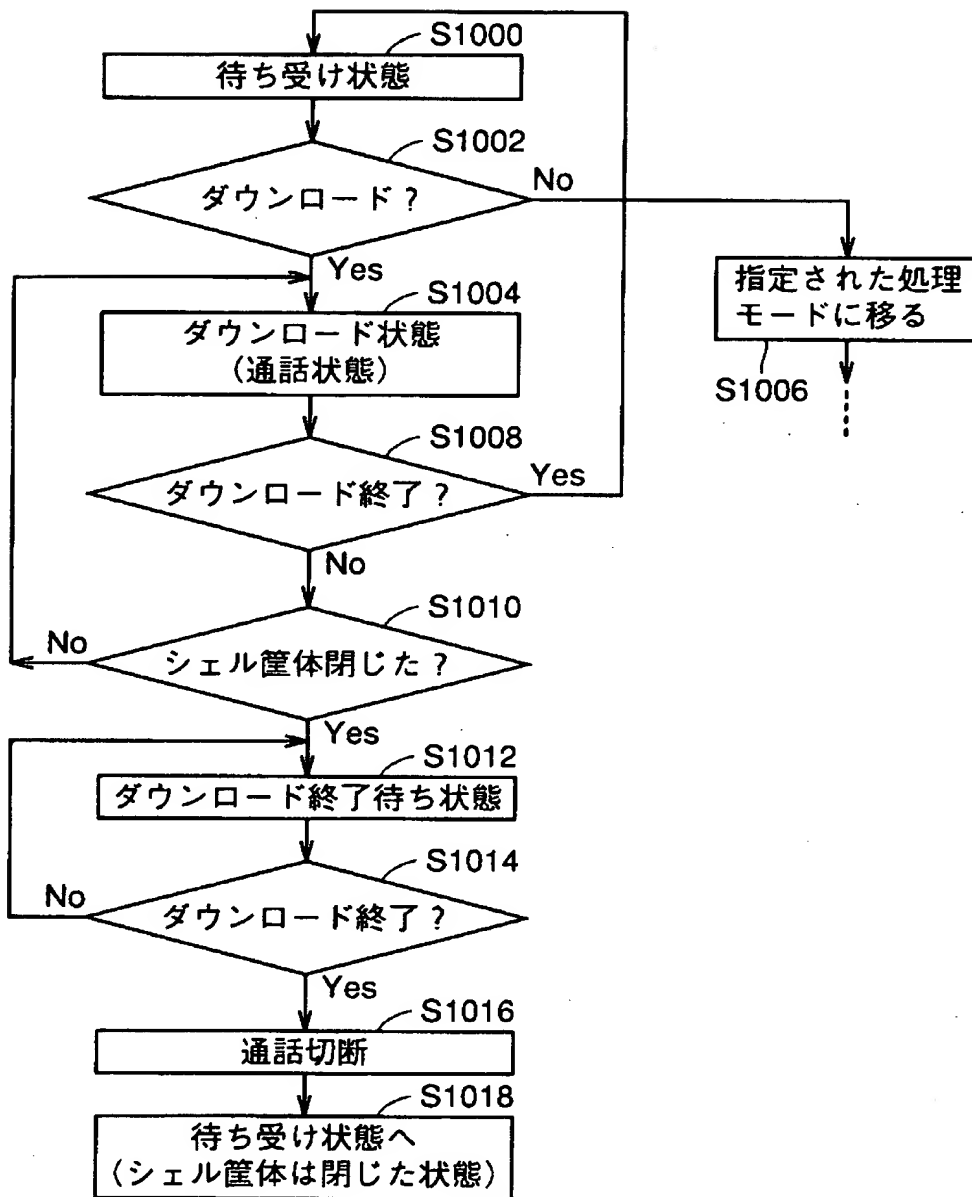 S1000
待ち受け状態
S1002
ダウンロード？
No
Yes
S1004
ダウンロード状態
（通話状態）
指定された処理
モードに移る
S1006
S1008
ダウンロード終了？
Yes
No
S1010
シェル筐体閉じた？
No
Yes
S1012
ダウンロード終了待ち状態
S1014
ダウンロード終了？
No
Yes
S1016
通話切断
S1018
待ち受け状態へ
（シェル筐体は閉じた状態）